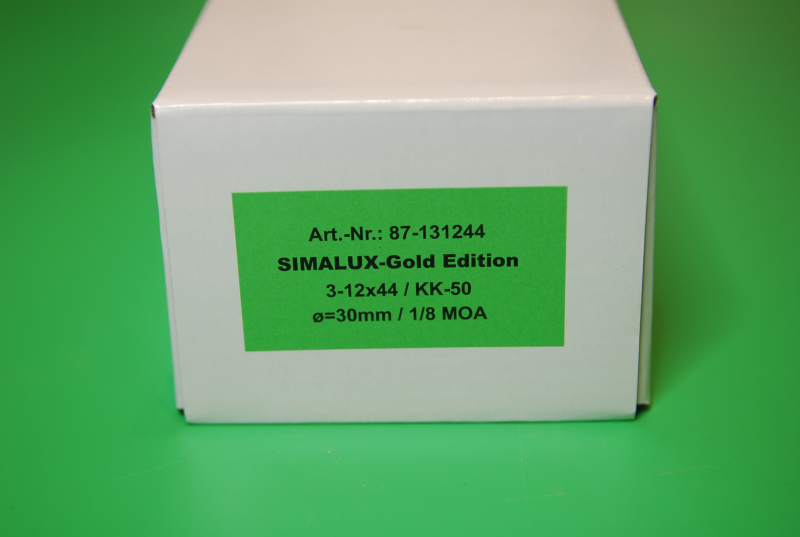 Art.-Nr.: 87-131244
SIMALUX-Gold Edition
3-12x44 / KK-50
ø=30mm / 1/8 MOA